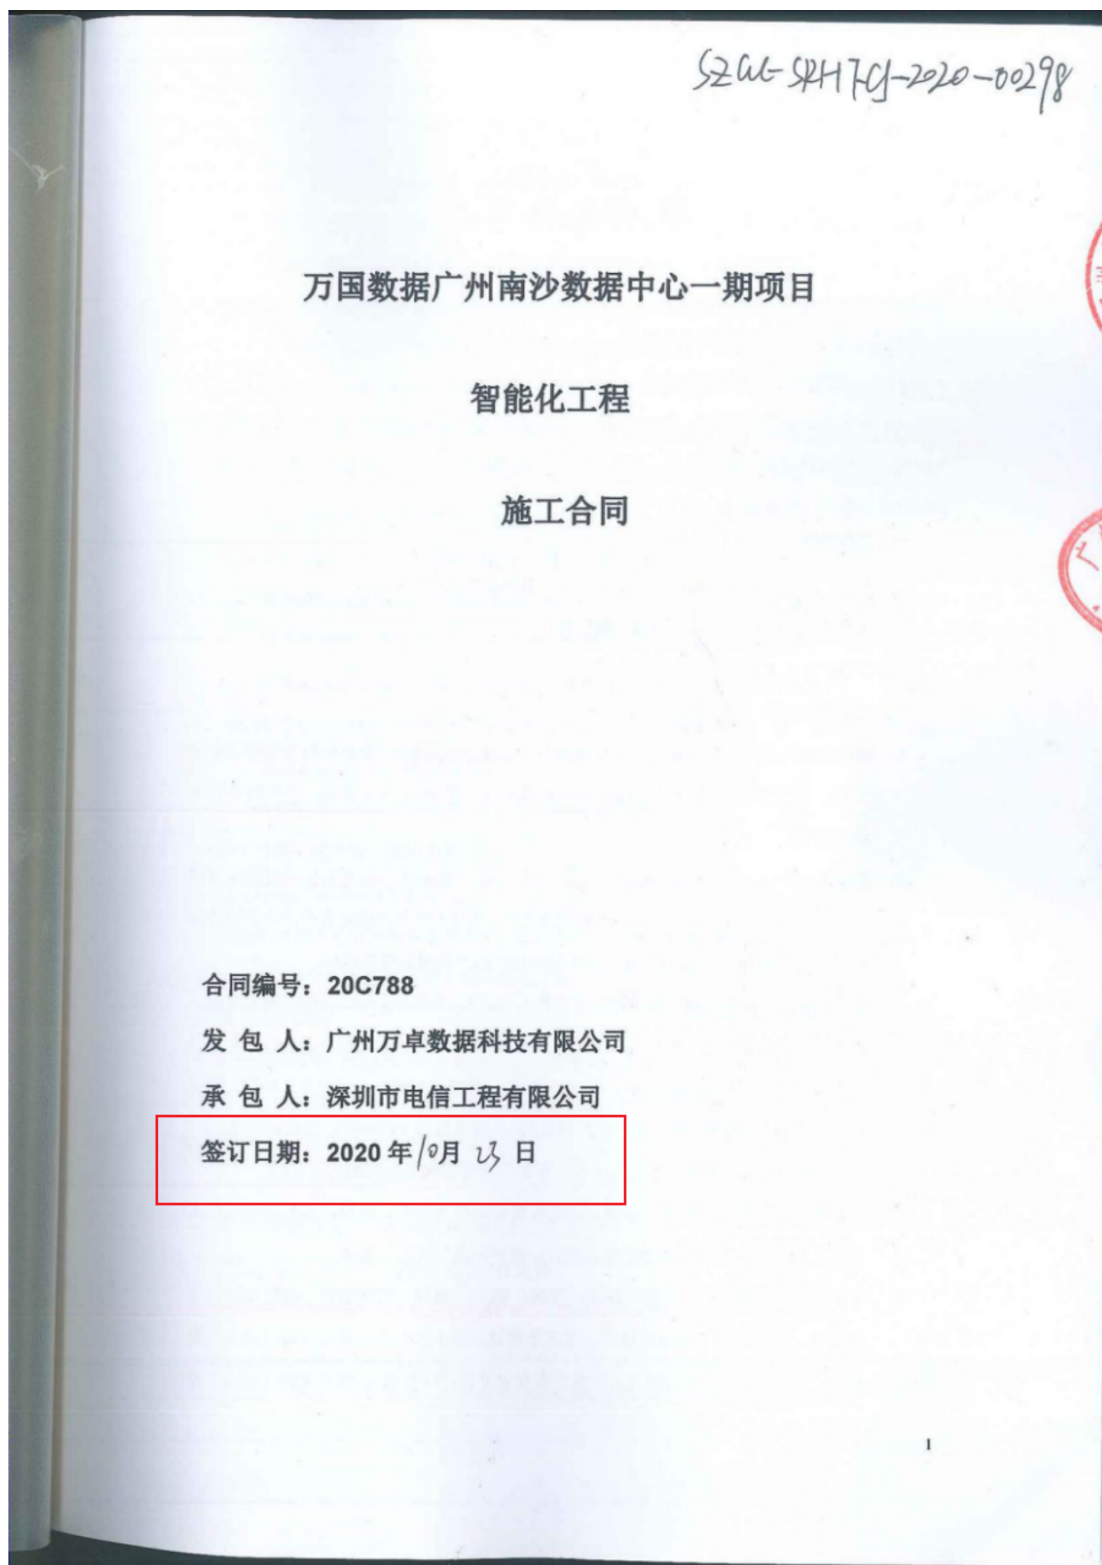 SZGC-SRHTCJ-2020-00298
万国数据广州南沙数据中心一期项目
智能化工程
施工合同
合同编号：20C788
发 包 人：广州万卓数据科技有限公司
承 包 人：深圳市电信工程有限公司
签订日期：2020 年10月 23 日
1